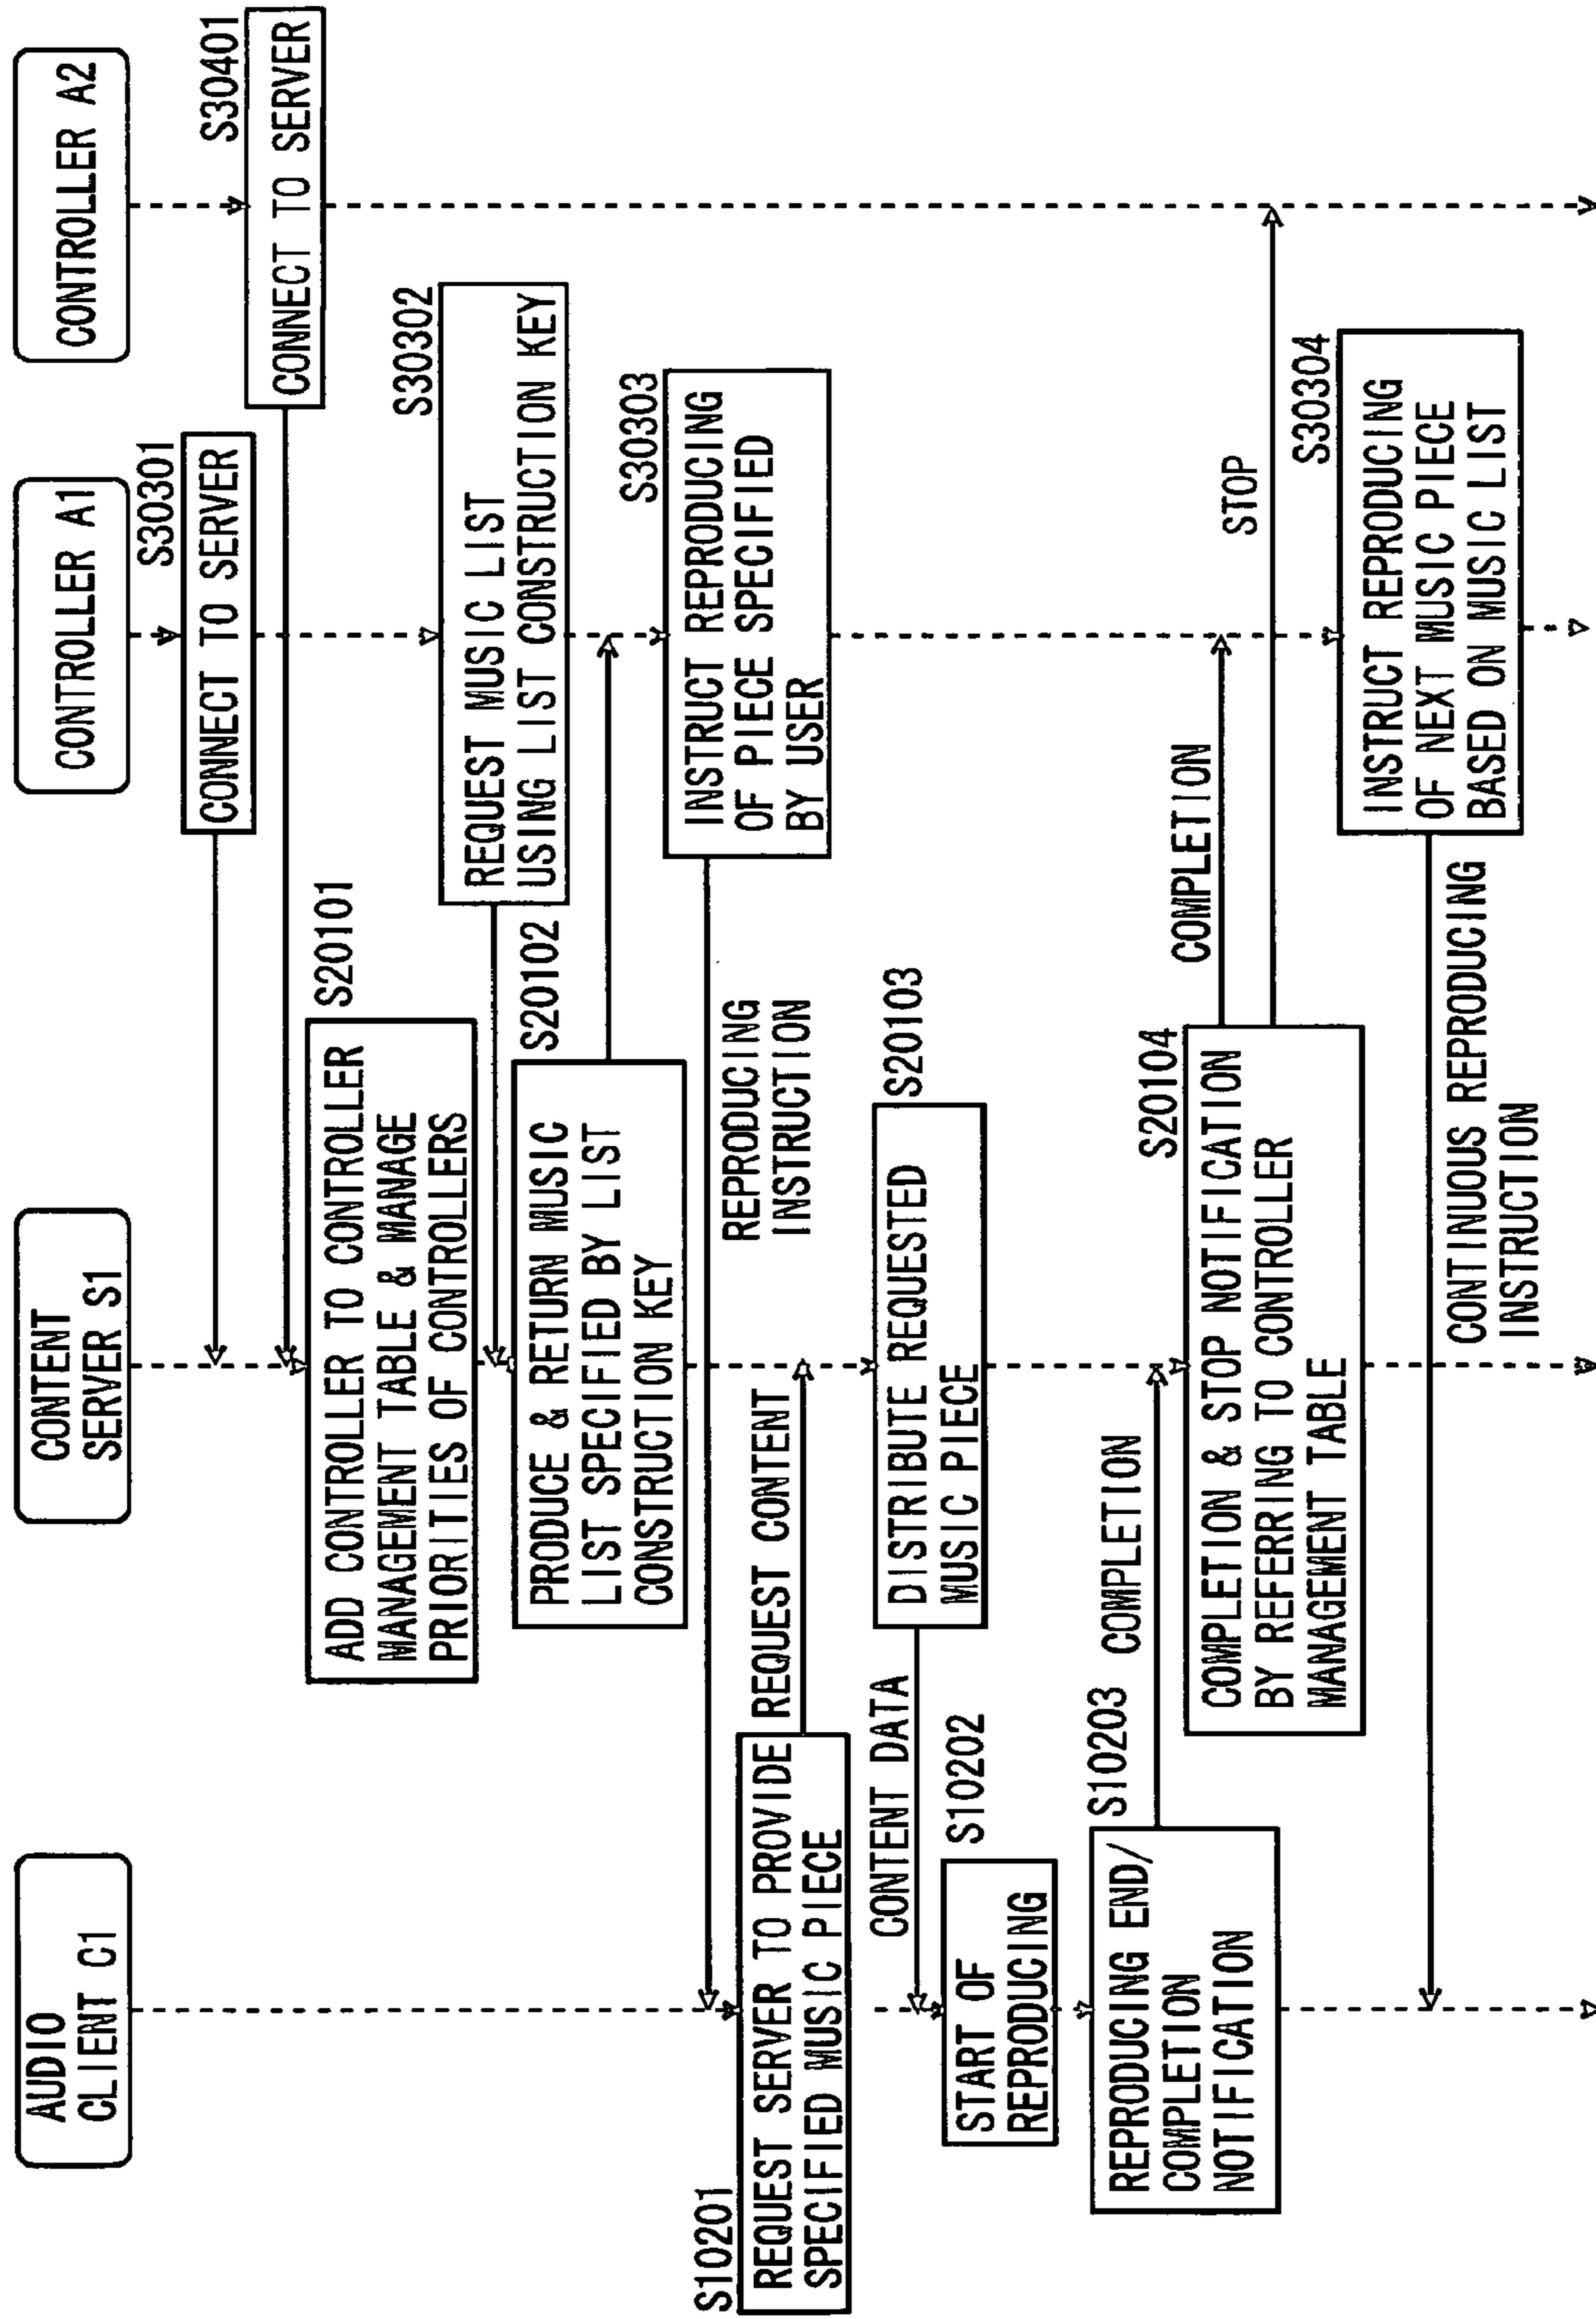 AUDIO
CLIENT C1
CONTENT
SERVER S1
CONTROLLER A1
CONTROLLER A2
S30301
CONNECT TO SERVER
S30401
CONNECT TO SERVER
S20101
ADD CONTROLLER TO CONTROLLER
MANAGEMENT TABLE & MANAGE
PRIORITIES OF CONTROLLERS
S30302
REQUEST MUSIC LIST
USING LIST CONSTRUCTION KEY
S20102
PRODUCE & RETURN MUSIC
LIST SPECIFIED BY LIST
CONSTRUCTION KEY
S30303
INSTRUCT REPRODUCING
OF PIECE SPECIFIED
BY USER
REPRODUCING
INSTRUCTION
S10201
REQUEST SERVER TO PROVIDE
SPECIFIED MUSIC PIECE
REQUEST CONTENT
S20103
DISTRIBUTE REQUESTED
MUSIC PIECE
CONTENT DATA
S10202
START OF
REPRODUCING
S10203
REPRODUCING END/
COMPLETION
NOTIFICATION
COMPLETION
S20104
COMPLETION & STOP NOTIFICATION
BY REFERRING TO CONTROLLER
MANAGEMENT TABLE
COMPLETION
STOP
S30304
INSTRUCT REPRODUCING
OF NEXT MUSIC PIECE
BASED ON MUSIC LIST
CONTINUOUS REPRODUCING
INSTRUCTION